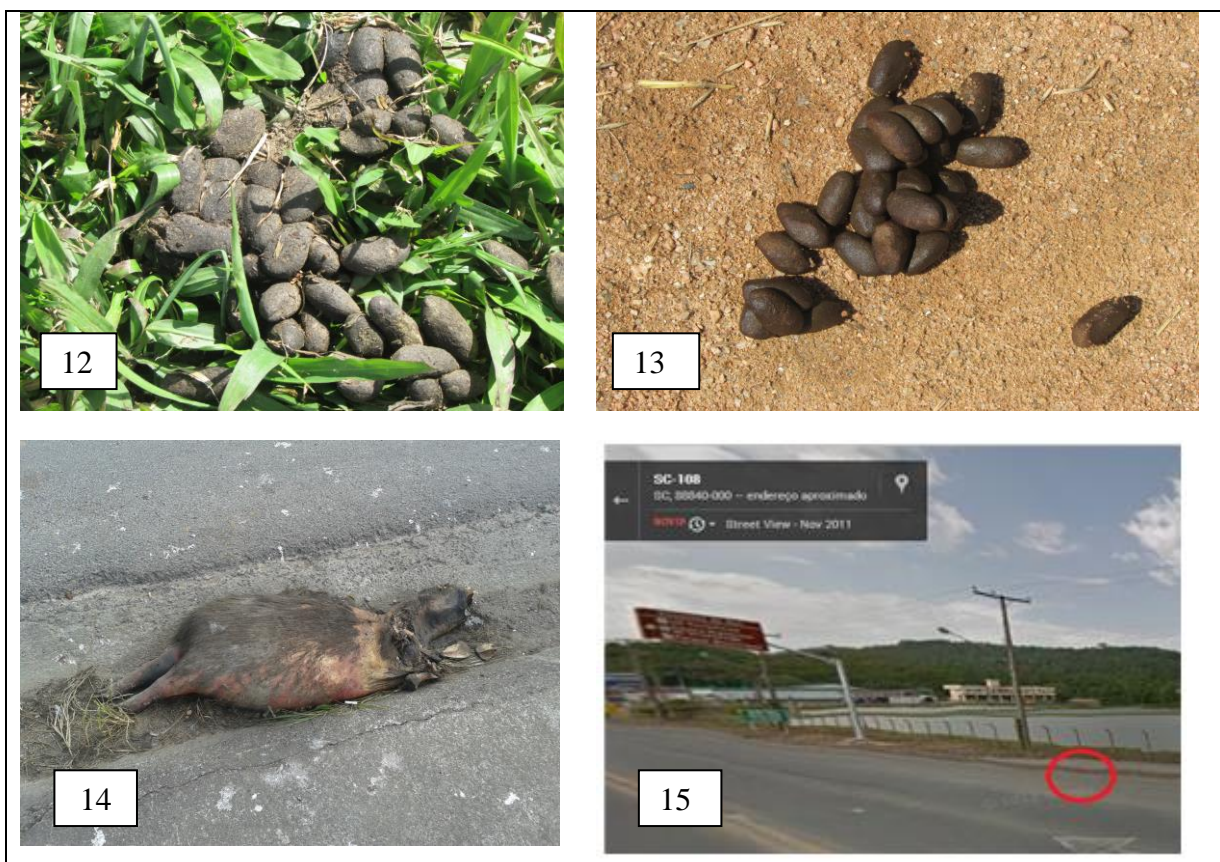 12
13
14
SC-108
SC, 88840-000 – endereço aproximado
Street View - Nov 2011
15